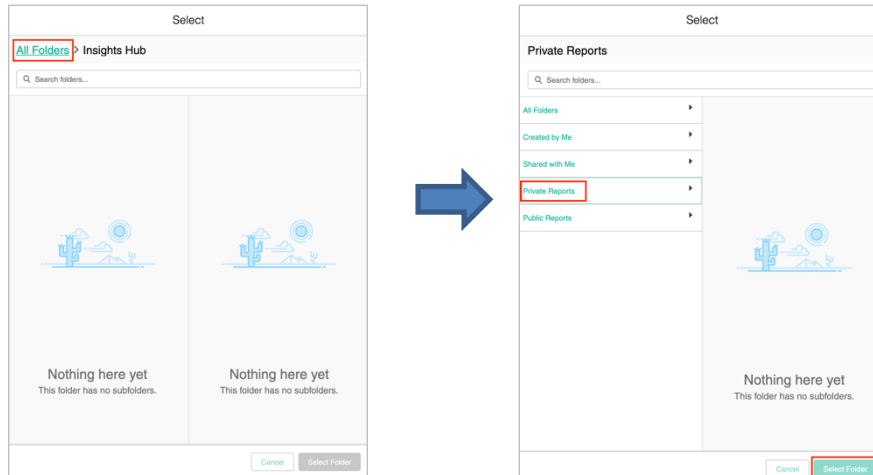 Select
All Folders > Insights Hub
Search folders...
Nothing here yet
This folder has no subfolders.
Nothing here yet
This folder has no subfolders.
Cancel
Select Folder
Select
Private Reports
Search folders...
All Folders
Created by Me
Shared with Me
Private Reports
Public Reports
Nothing here yet
This folder has no subfolders.
Cancel
Select Folder